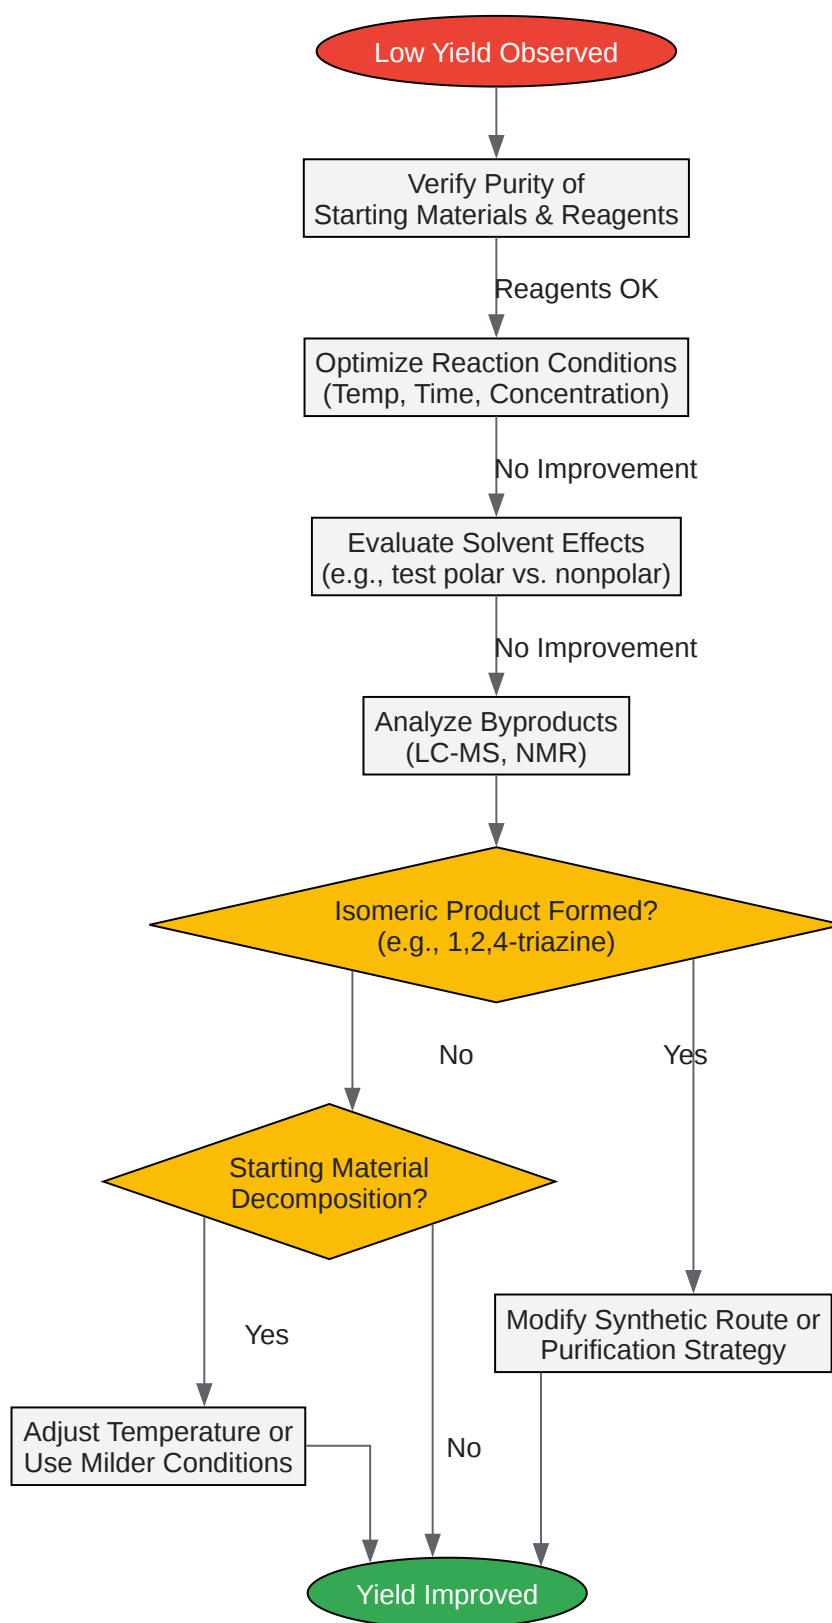 Low Yield Observed
Verify Purity of
Starting Materials & Reagents
Reagents OK
Optimize Reaction Conditions
(Temp, Time, Concentration)
No Improvement
Evaluate Solvent Effects
(e.g., test polar vs. nonpolar)
No Improvement
Analyze Byproducts
(LC-MS, NMR)
Isomeric Product Formed?
(e.g., 1,2,4-triazine)
No
Yes
Starting Material
Decomposition?
Modify Synthetic Route or
Purification Strategy
Yes
Adjust Temperature or
Use Milder Conditions
No
Yield Improved